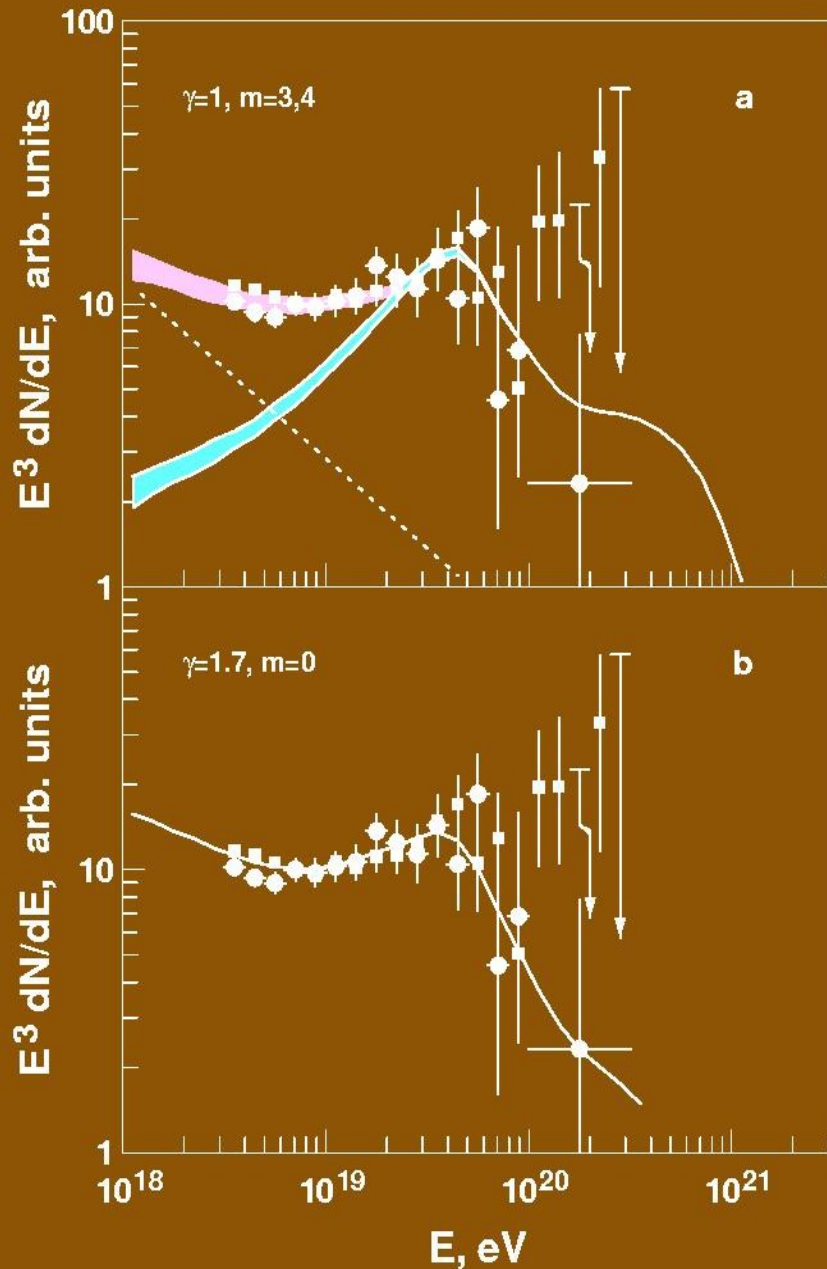 100
γ=1, m=3,4
a
E³ dN/dE, arb. units
10
1
γ=1.7, m=0
b
E³ dN/dE, arb. units
10
1
10¹⁸ 10¹⁹ 10²⁰ 10²¹
E, eV